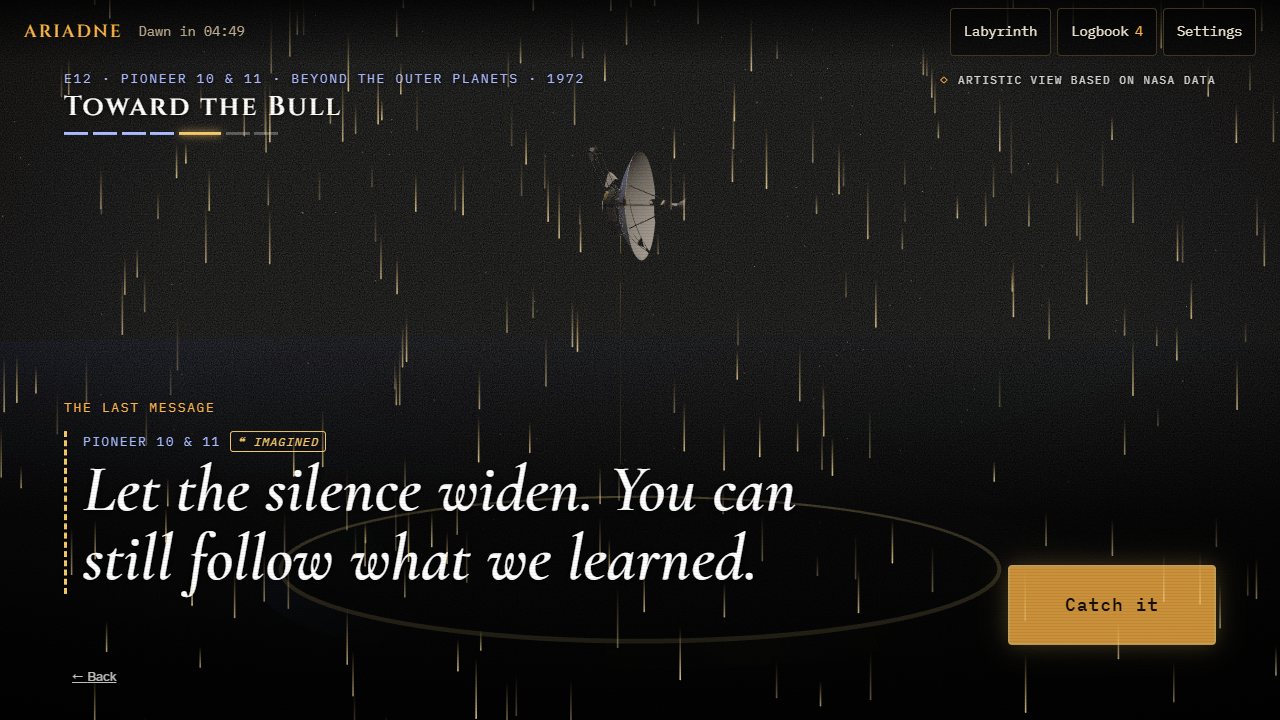 ARIADNE Dawn in 04:49 Labyrinth Logbook 4 Settings
E12 · PIONEER 10 & 11 · BEYOND THE OUTER PLANETS · 1972
◇ ARTISTIC VIEW BASED ON NASA DATA
Toward the Bull
THE LAST MESSAGE
PIONEER 10 & 11 ❝ IMAGINED
Let the silence widen. You can
still follow what we learned.
Catch it
← Back